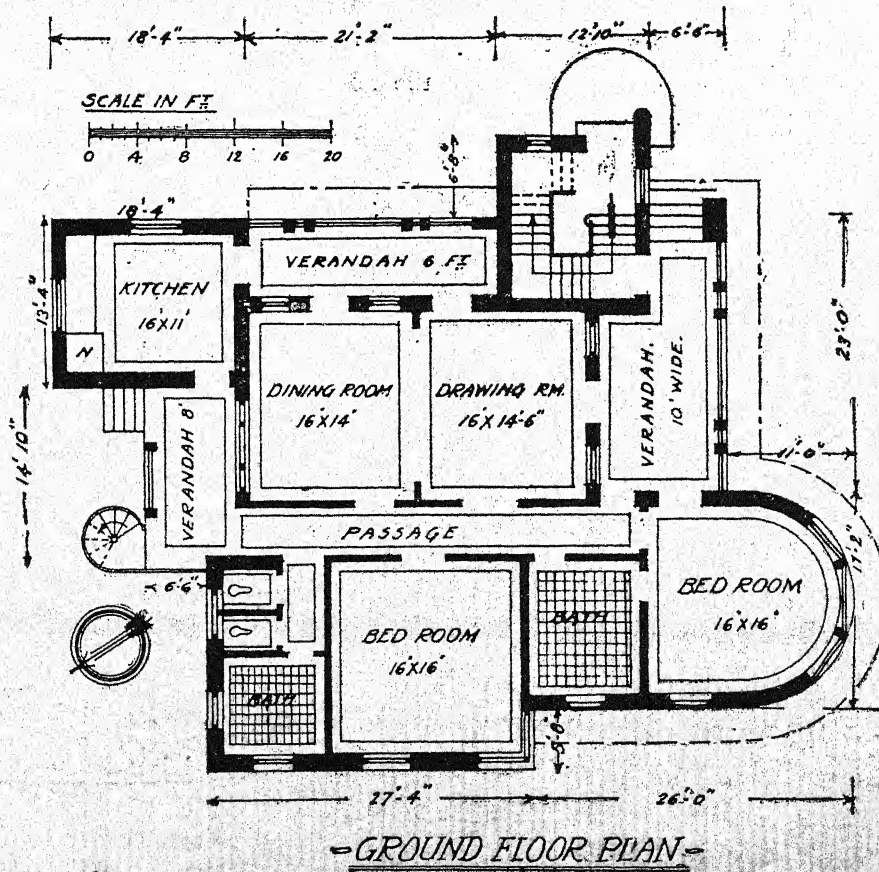 18'-4" 21'-2" 12'10" 6'-6"
SCALE IN FT
0 4 8 12 16 20
6'-8"
18'-4"
VERANDAH 6 FT
KITCHEN
16'X11'
13'-4"
N
DINING ROOM
16'X14'
DRAWING RM.
16'X14'-6"
VERANDAH.
10' WIDE.
23'-0"
14'10"
VERANDAH 8'
11'-0"
PASSAGE
17'-2"
6'-6"
BED ROOM
16'X16'
BATH
BED ROOM
16'X16'
BATH
5'-8"
27'-4" 26'-0"
-GROUND FLOOR PLAN-